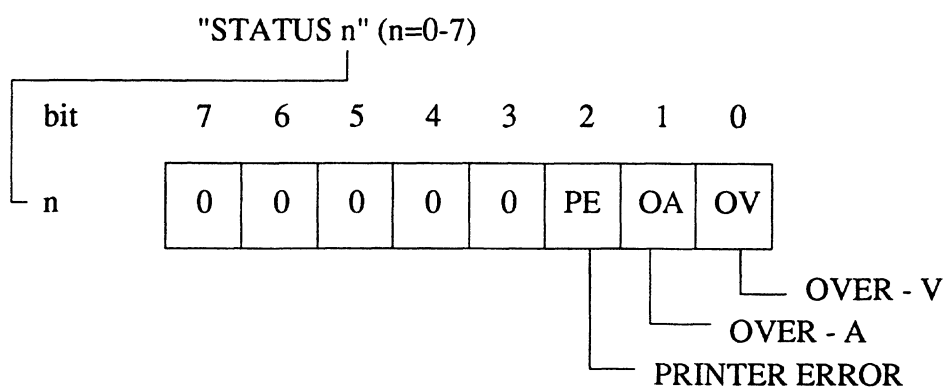 "STATUS n" (n=0-7)
bit 7 6 5 4 3 2 1 0
n 0 0 0 0 0 PE OA OV
OVER - V
OVER - A
PRINTER ERROR